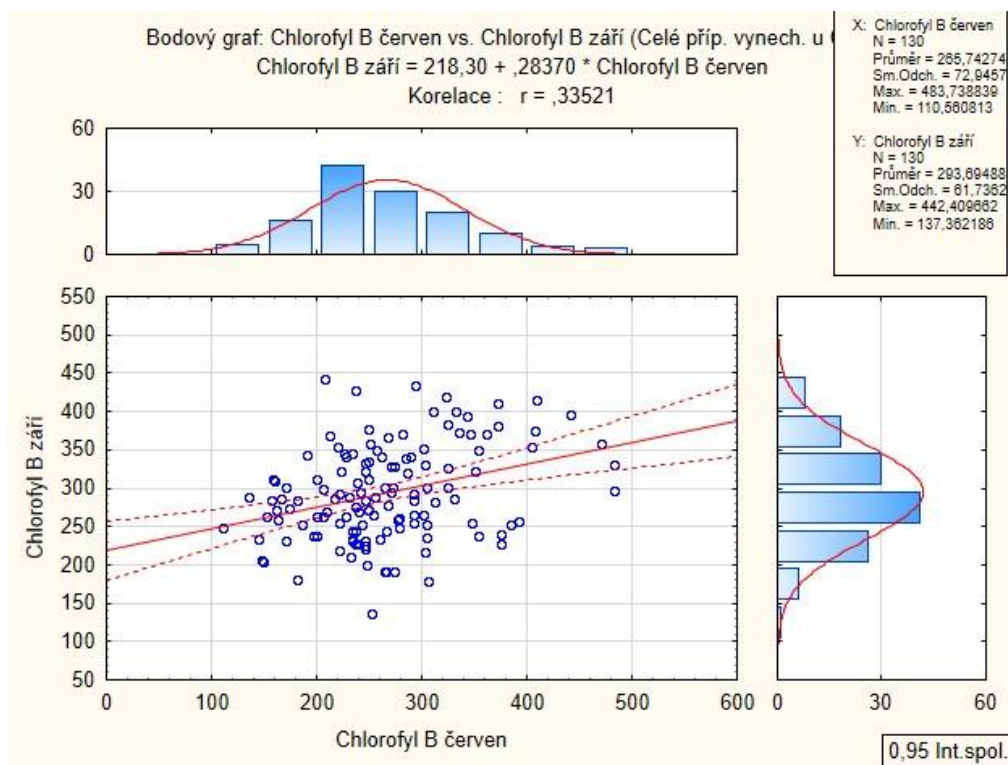 Bodový graf: Chlorofyl B červen vs. Chlorofyl B září (Celé příp. vynech. u
Chlorofyl B září = 218,30 + ,28370 * Chlorofyl B červen
Korelace : r = ,33521
X: Chlorofyl B červen
N = 130
Průměr = 265,74274
Sm.Odch. = 72,9457
Max. = 483,738839
Min. = 110,560813
Y: Chlorofyl B září
N = 130
Průměr = 293,69488
Sm.Odch. = 61,7362
Max. = 442,409662
Min. = 137,362186
60
30
0
550
500
450
400
350
300
250
200
150
100
50
0 100 200 300 400 500 600
Chlorofyl B září
Chlorofyl B červen
0 30 60
0,95 Int.spol.